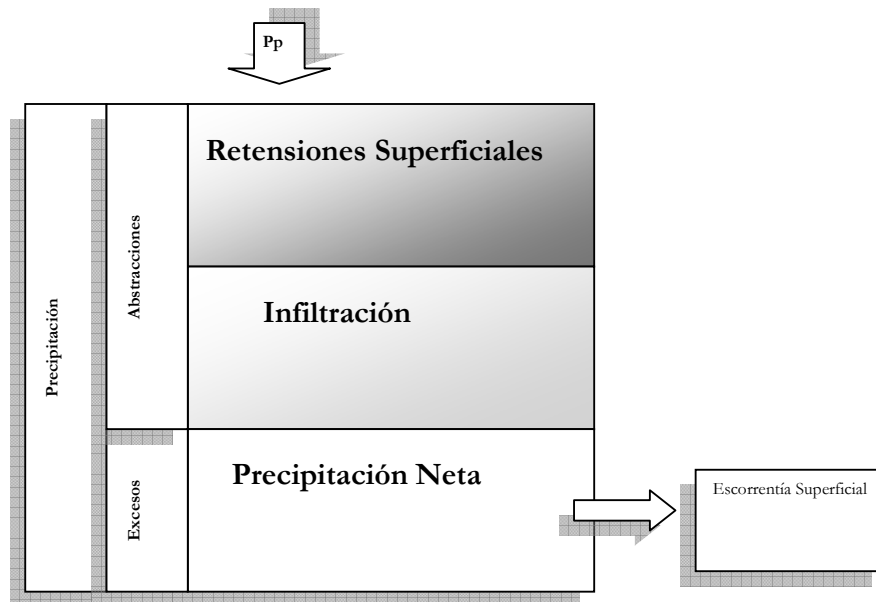 Pp
Retensiones Superficiales
Abstracciones
Infiltración
Precipitación
Precipitación Neta
Excesos
Escorrentía Superficial